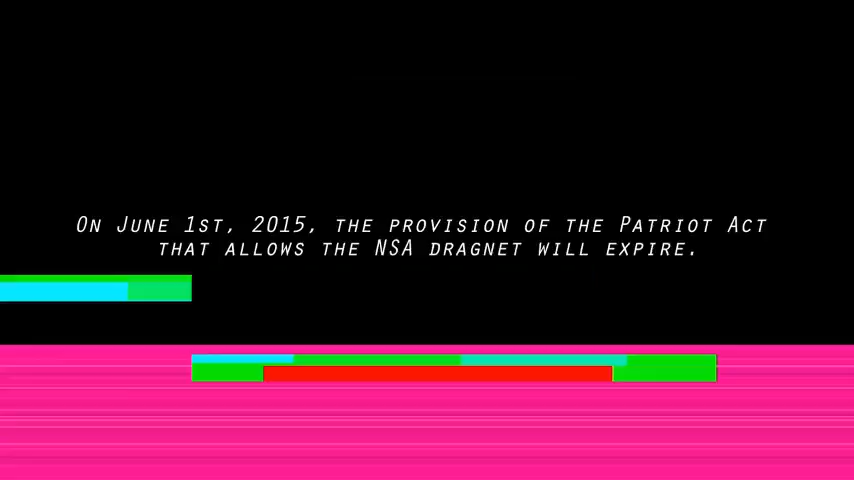 On June 1st, 2015, the provision of the Patriot Act
that allows the NSA dragnet will expire.